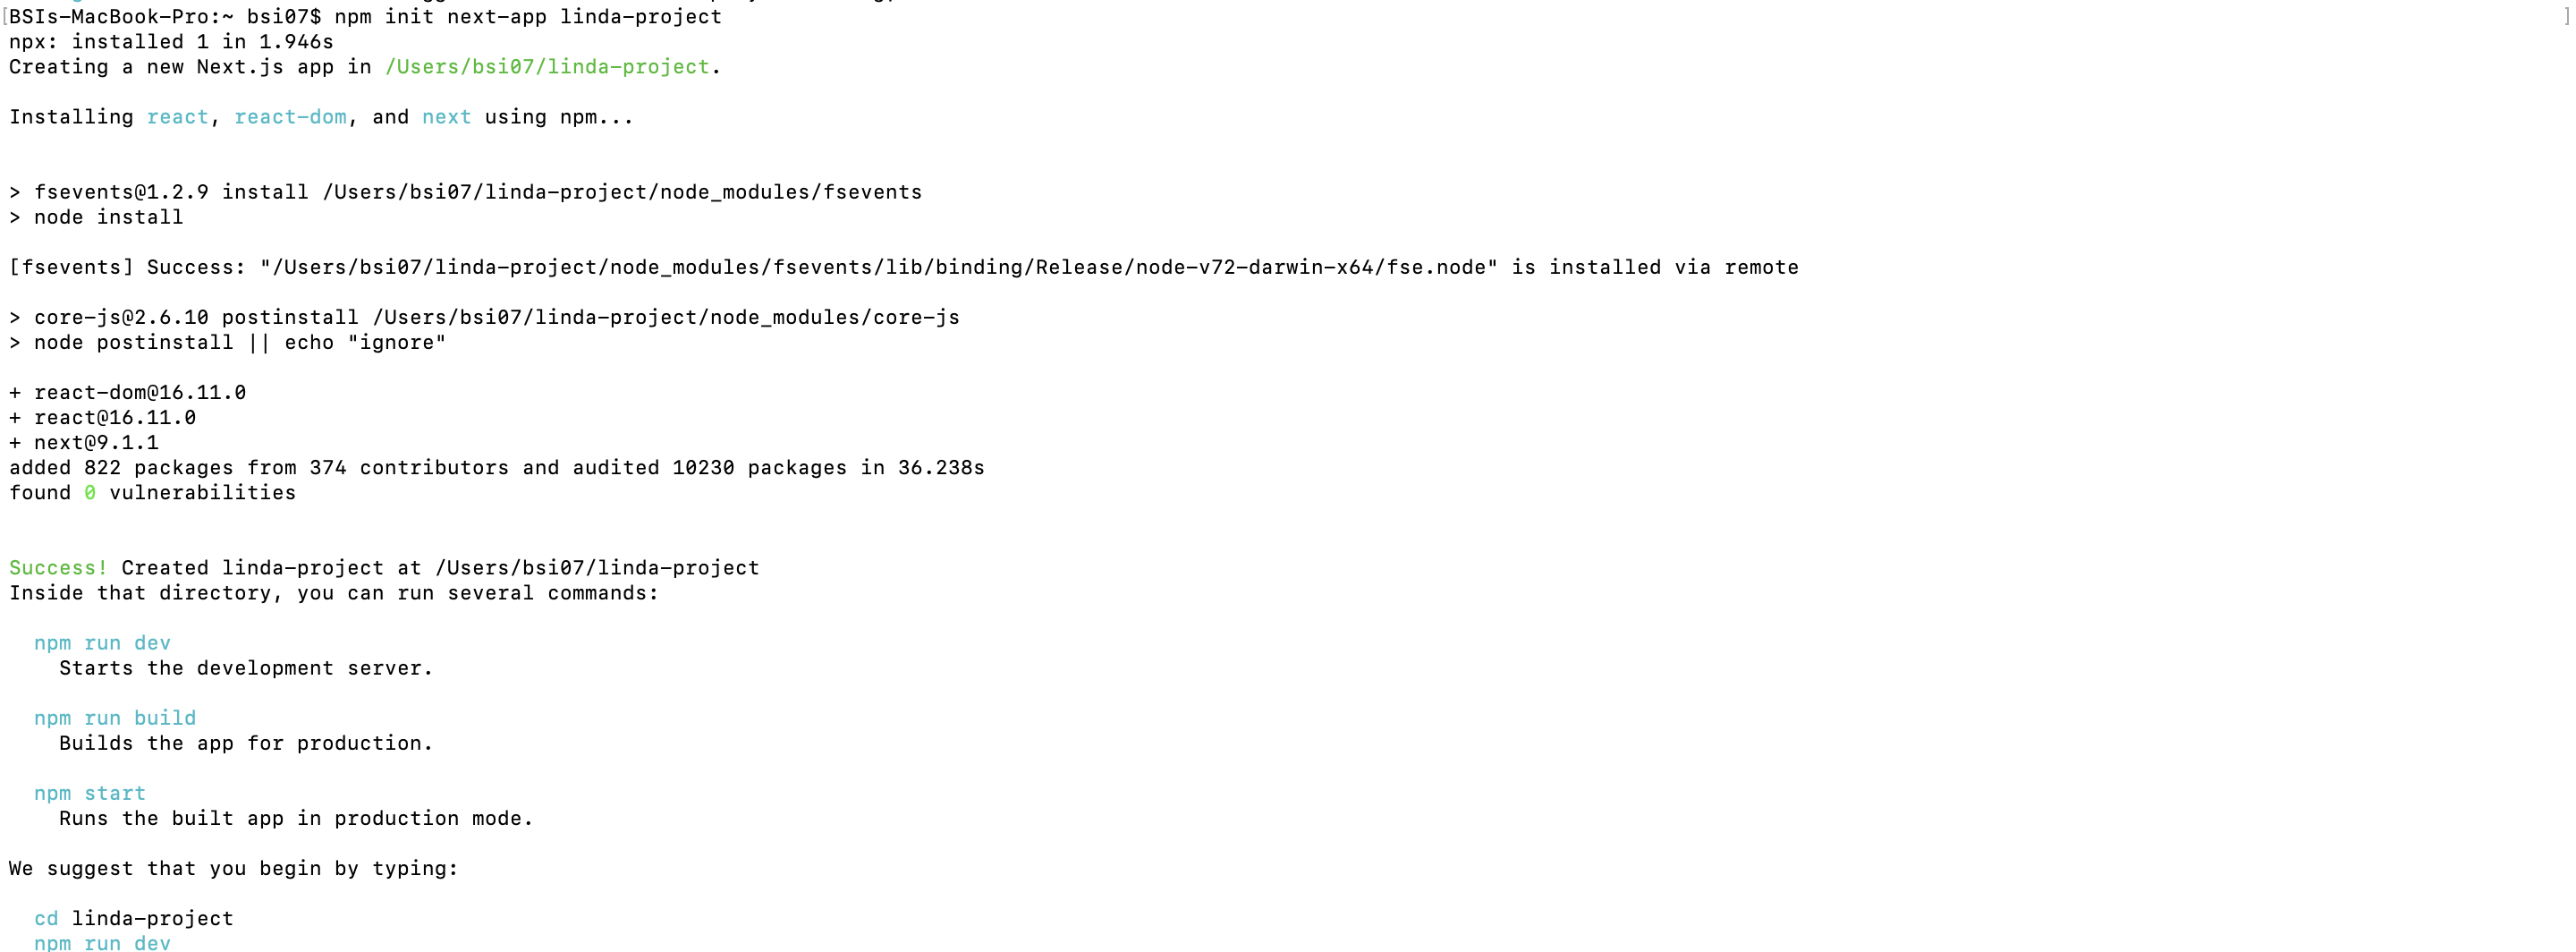 [BSIs-MacBook-Pro:~ bsi07$ npm init next-app linda-project ]
npx: installed 1 in 1.946s
Creating a new Next.js app in /Users/bsi07/linda-project.
Installing react, react-dom, and next using npm...
> fsevents@1.2.9 install /Users/bsi07/linda-project/node_modules/fsevents
> node install
[fsevents] Success: "/Users/bsi07/linda-project/node_modules/fsevents/lib/binding/Release/node-v72-darwin-x64/fse.node" is installed via remote
> core-js@2.6.10 postinstall /Users/bsi07/linda-project/node_modules/core-js
> node postinstall || echo "ignore"
+ react-dom@16.11.0
+ react@16.11.0
+ next@9.1.1
added 822 packages from 374 contributors and audited 10230 packages in 36.238s
found 0 vulnerabilities
Success! Created linda-project at /Users/bsi07/linda-project
Inside that directory, you can run several commands:
npm run dev
Starts the development server.
npm run build
Builds the app for production.
npm start
Runs the built app in production mode.
We suggest that you begin by typing:
cd linda-project
npm run dev